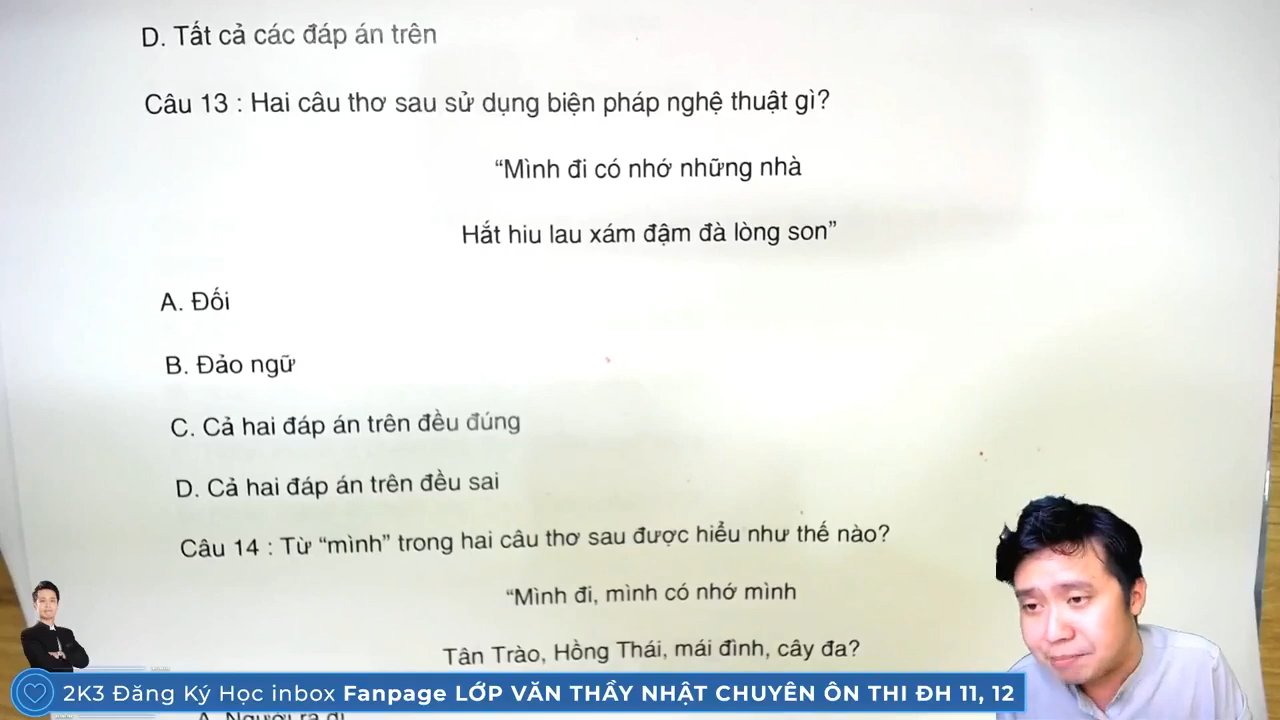 D. Tất cả các đáp án trên
Câu 13 : Hai câu thơ sau sử dụng biện pháp nghệ thuật gì?
“Mình đi có nhớ những nhà
Hắt hiu lau xám đậm đà lòng son”
A. Đối
B. Đảo ngữ
C. Cả hai đáp án trên đều đúng
D. Cả hai đáp án trên đều sai
Câu 14 : Từ “mình” trong hai câu thơ sau được hiểu như thế nào?
“Mình đi, mình có nhớ mình
Tân Trào, Hồng Thái, mái đình, cây đa?
2K3 Đăng Ký Học inbox Fanpage LỚP VĂN THẦY NHẬT CHUYÊN ÔN THI ĐH 11, 12
A. Người ra đi